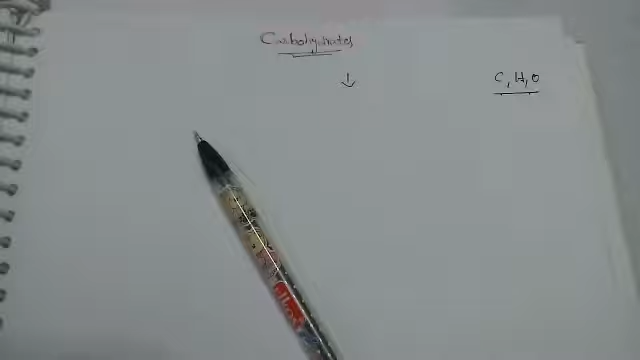 Carbohydrates
↓
C, H, O